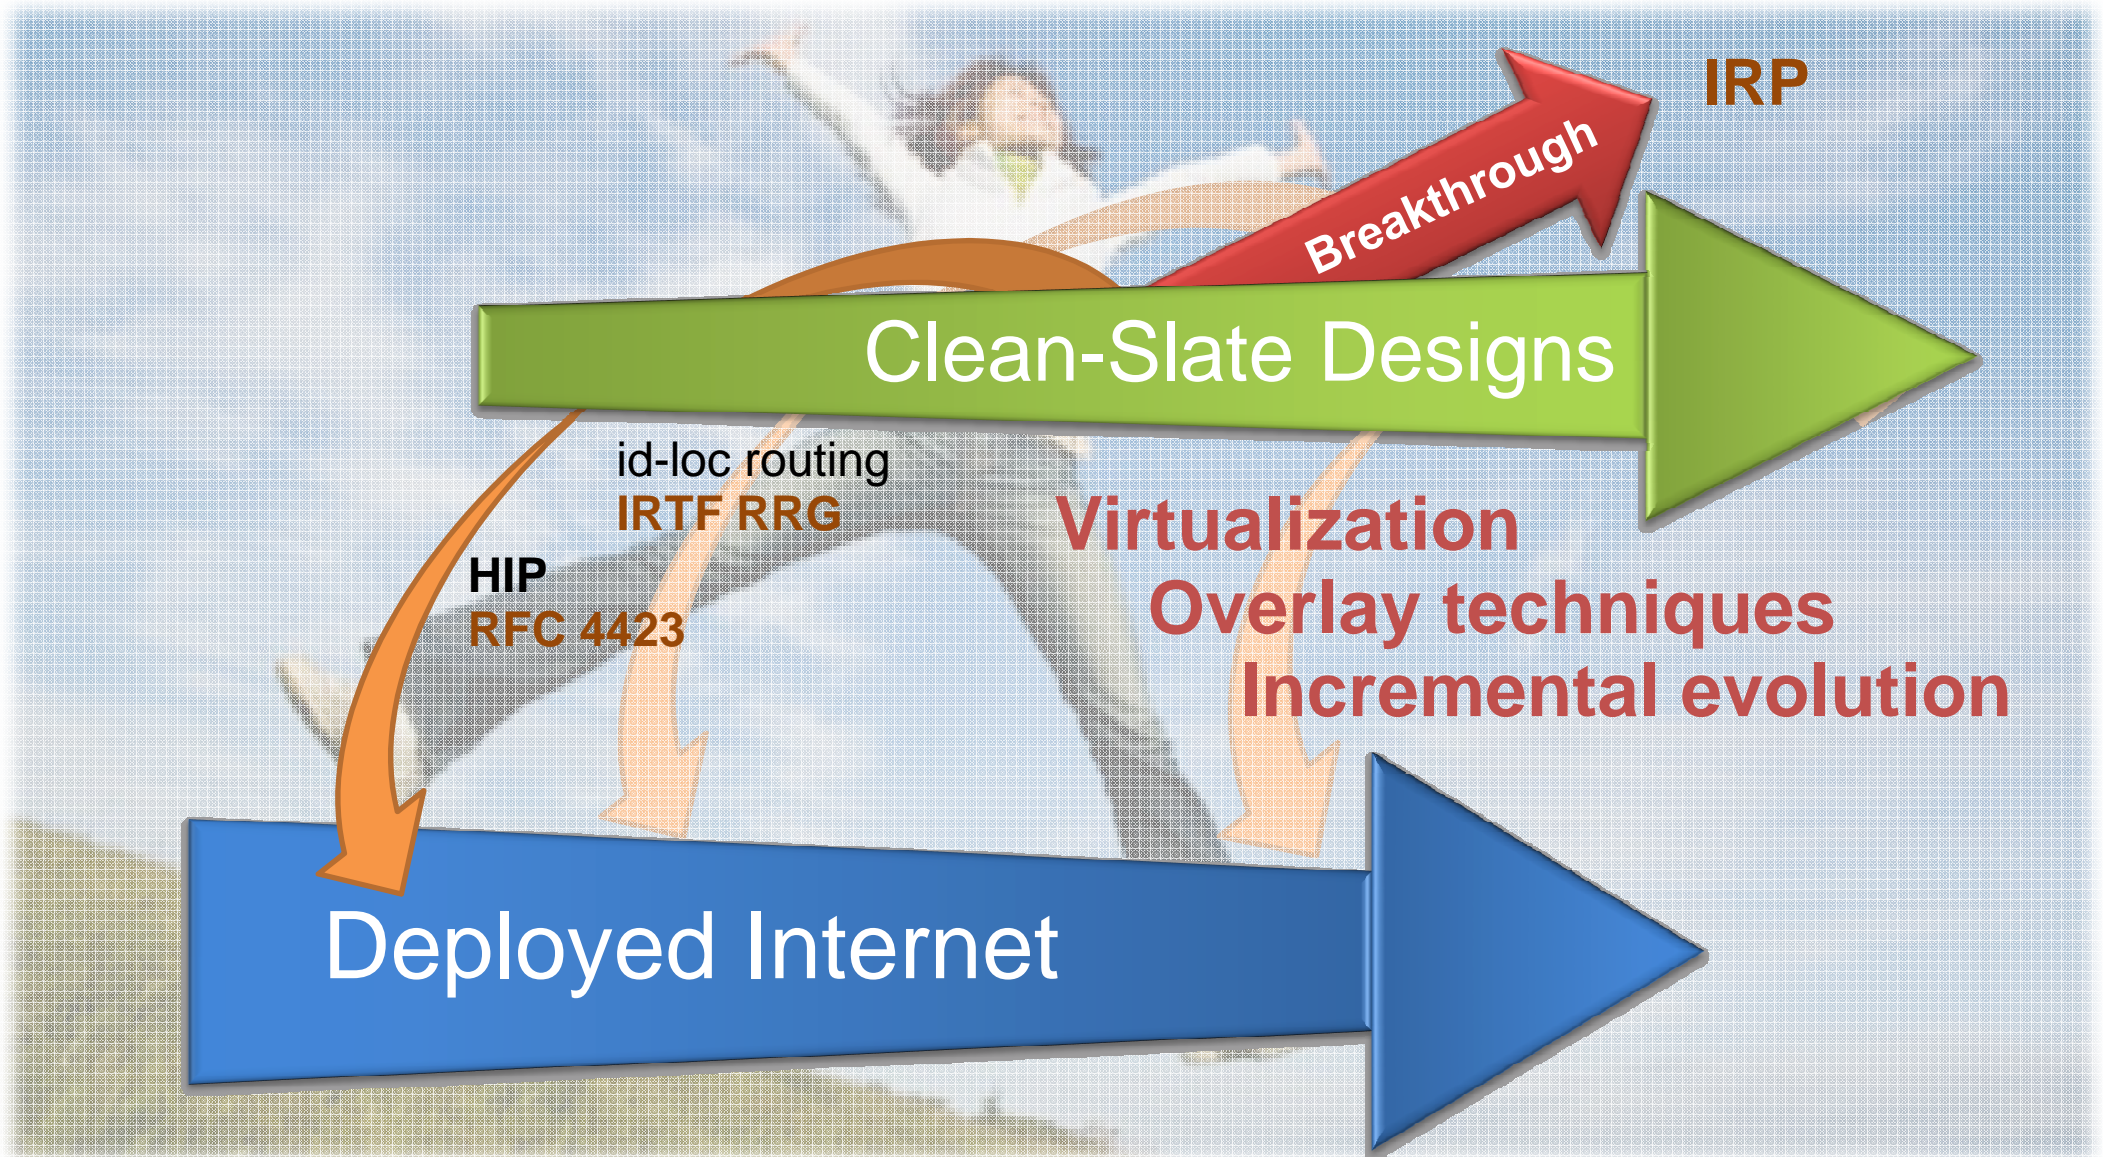 IRP
Breakthrough
Clean-Slate Designs
id-loc routing
IRTF RRG
HIP
RFC 4423
Virtualization
Overlay techniques
Incremental evolution
Deployed Internet